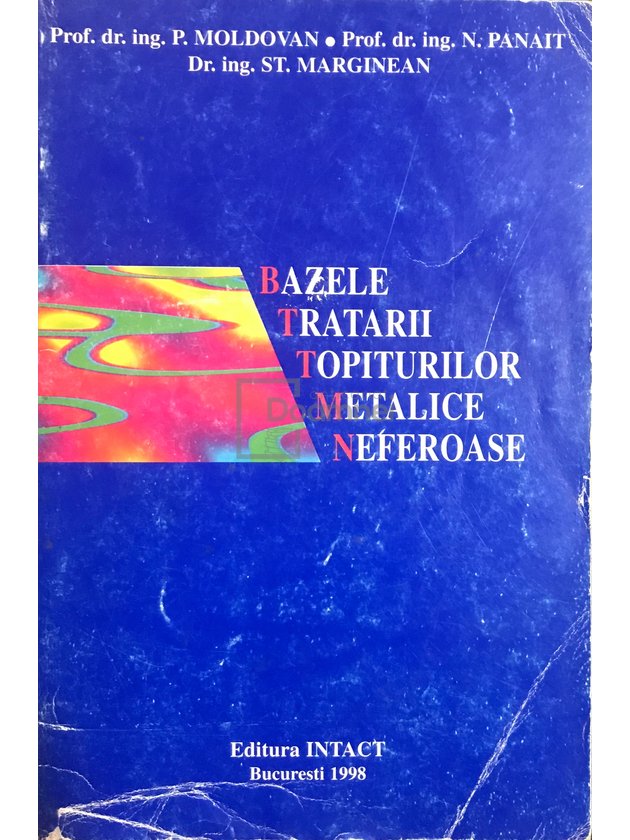 Prof. dr. ing. P. MOLDOVAN ● Prof. dr. ing. N. PANAIT
Dr. ing. ST. MARGINEAN
BAZELE
TRATARII
TOPITURILOR
METALICE
NEFEROASE
Editura INTACT
Bucuresti 1998